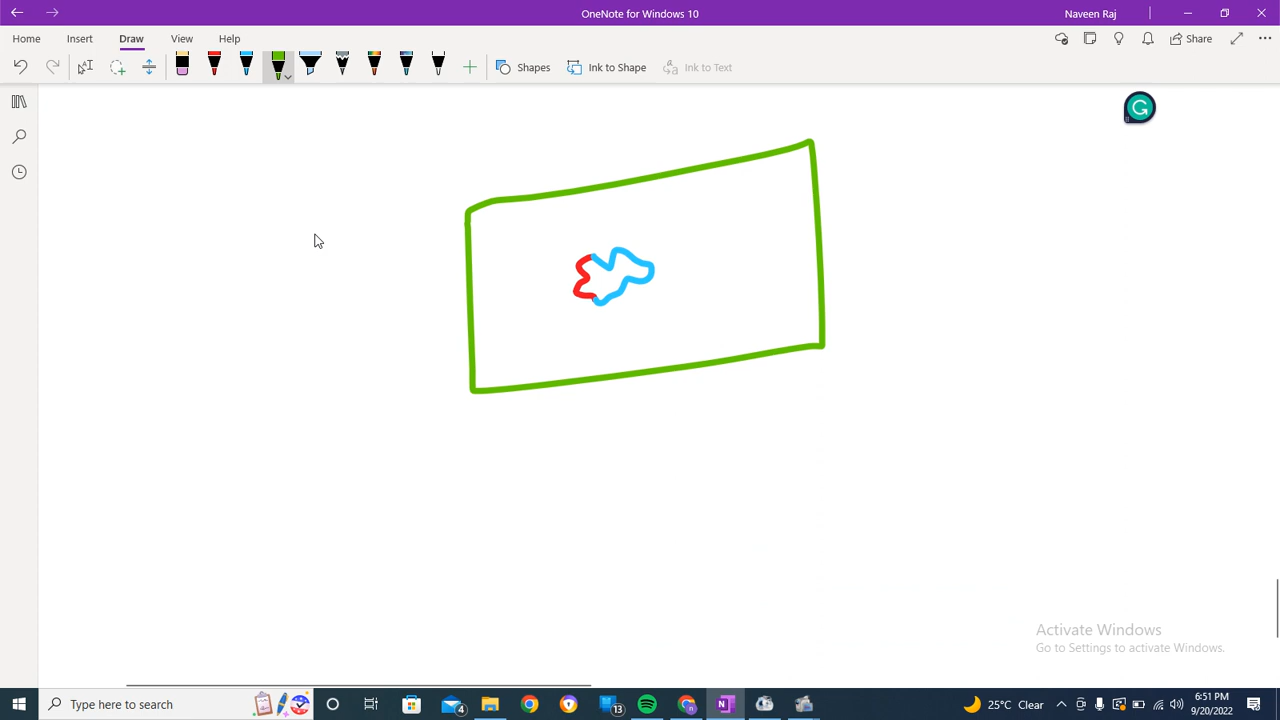 OneNote for Windows 10
Naveen Raj
Home Insert Draw View Help
Share
Shapes Ink to Shape Ink to Text
Activate Windows
Go to Settings to activate Windows.
Type here to search
4
13
25°C Clear
6:51 PM
9/20/2022